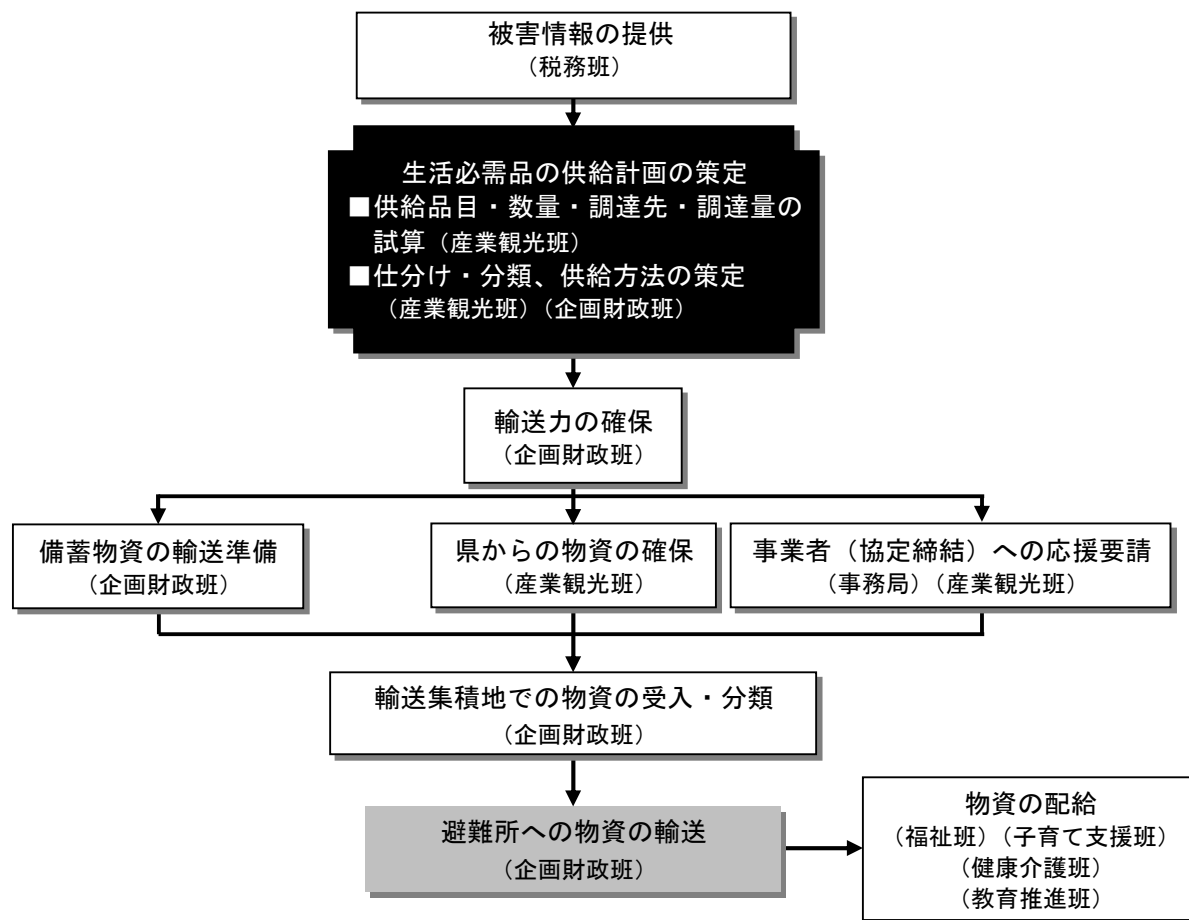 被害情報の提供
（税務班）
生活必需品の供給計画の策定
■供給品目・数量・調達先・調達量の
試算（産業観光班）
■仕分け・分類、供給方法の策定
（産業観光班）（企画財政班）
輸送力の確保
（企画財政班）
備蓄物資の輸送準備
（企画財政班）
県からの物資の確保
（産業観光班）
事業者（協定締結）への応援要請
（事務局）（産業観光班）
輸送集積地での物資の受入・分類
（企画財政班）
避難所への物資の輸送
（企画財政班）
物資の配給
（福祉班）（子育て支援班）
（健康介護班）
（教育推進班）